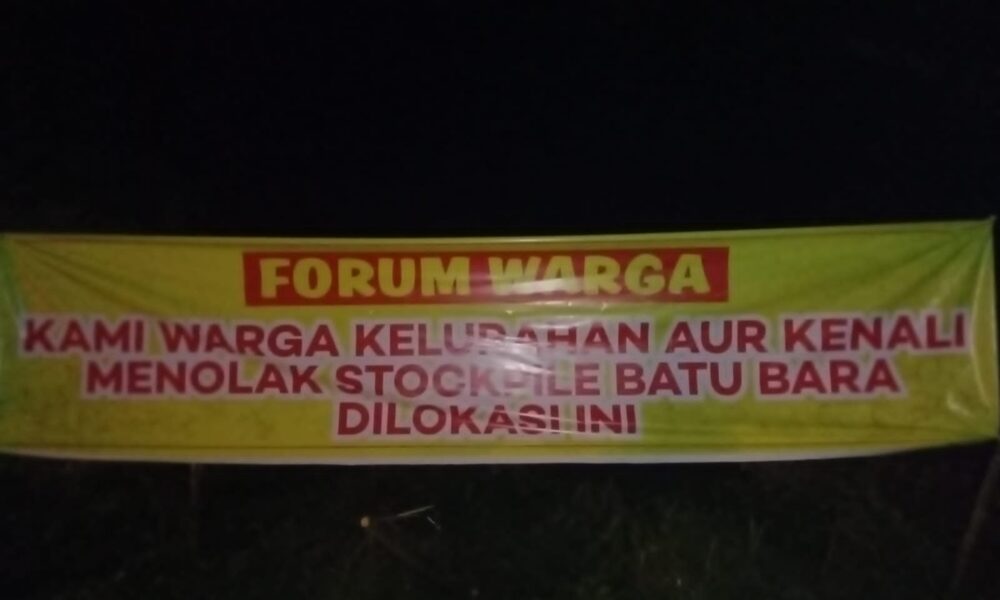 FORUM WARGA
KAMI WARGA KELURAHAN AUR KENALI
MENOLAK STOCKPILE BATU BARA
DILOKASI INI